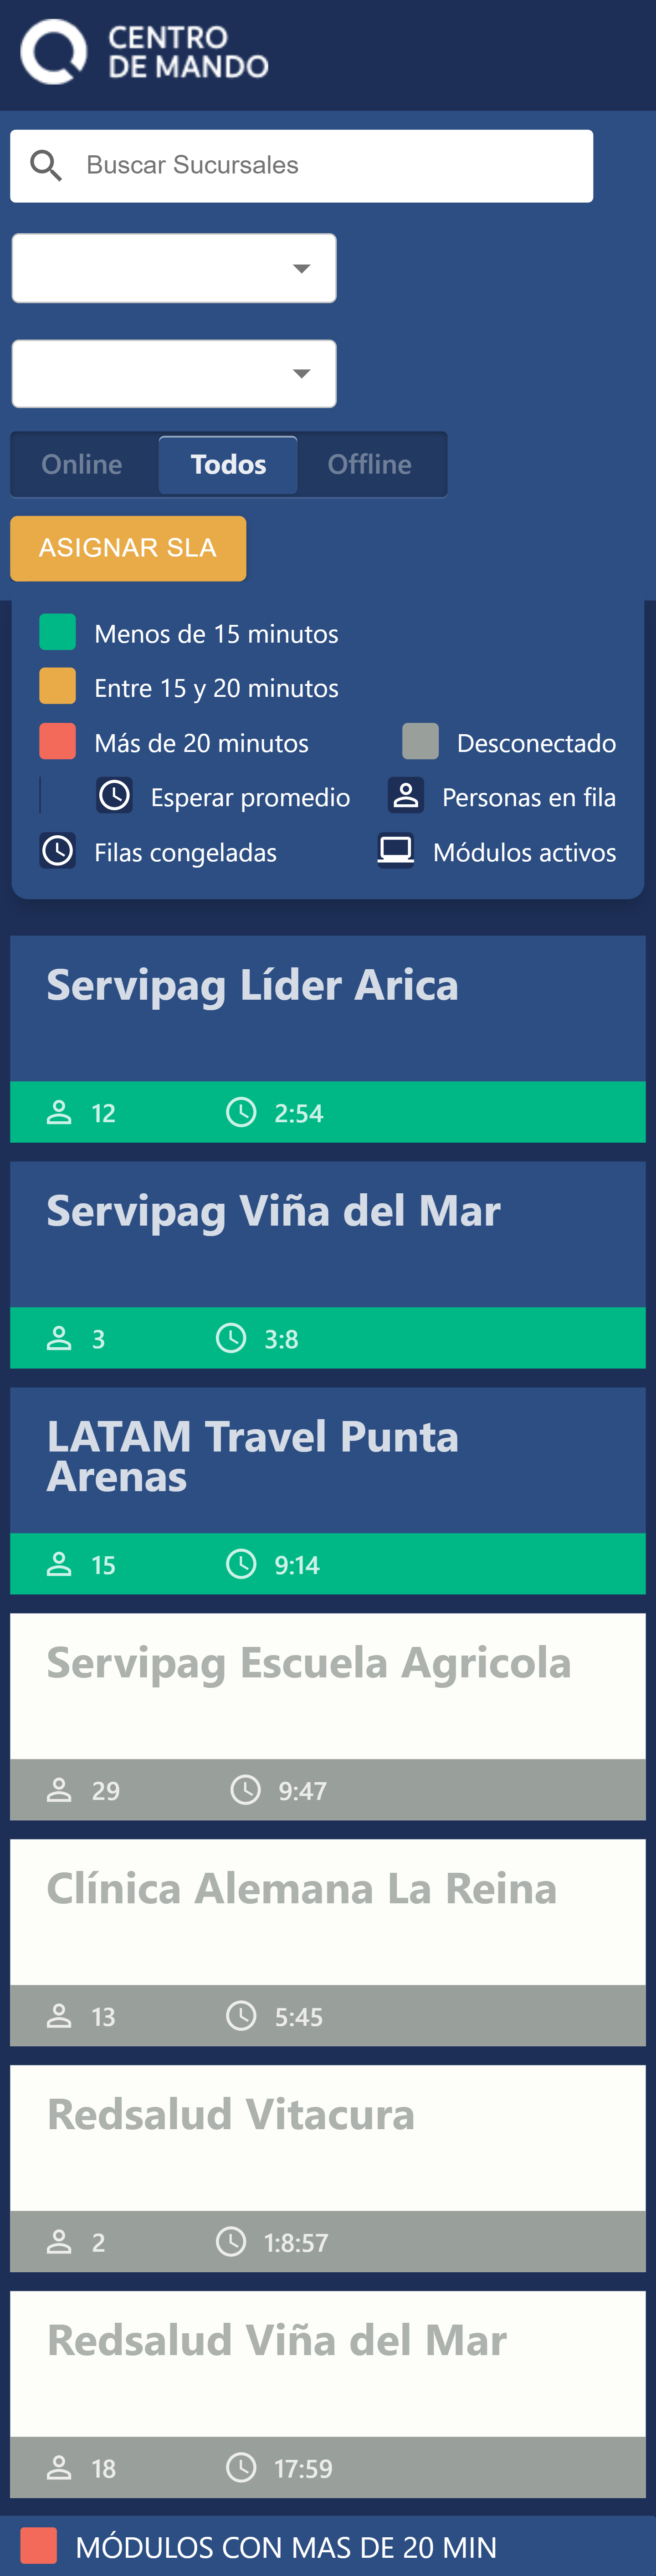 CENTRO
DE MANDO
Buscar Sucursales
Online Todos Offline
ASIGNAR SLA
Menos de 15 minutos
Entre 15 y 20 minutos
Más de 20 minutos Desconectado
Esperar promedio Personas en fila
Filas congeladas Módulos activos
Servipag Líder Arica
12 2:54
Servipag Viña del Mar
3 3:8
LATAM Travel Punta
Arenas
15 9:14
Servipag Escuela Agricola
29 9:47
Clínica Alemana La Reina
13 5:45
Redsalud Vitacura
2 1:8:57
Redsalud Viña del Mar
18 17:59
MÓDULOS CON MAS DE 20 MIN